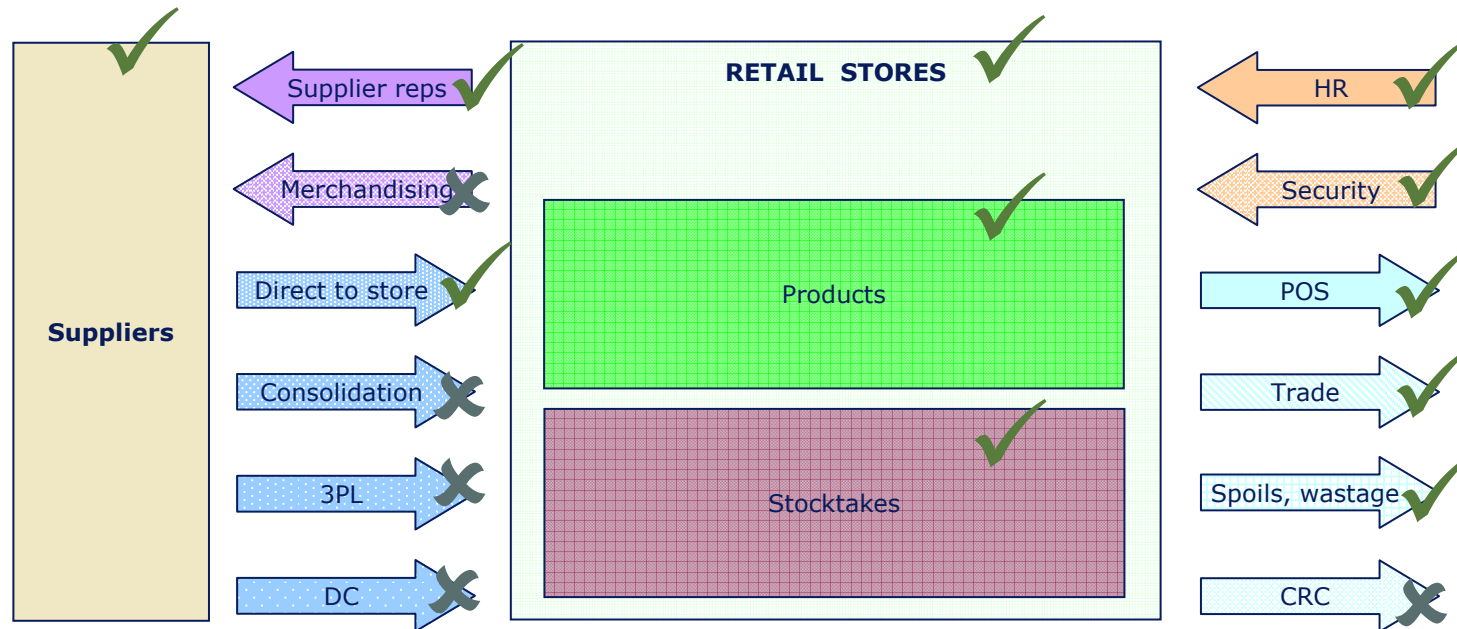 Suppliers
Supplier reps
Merchandising
Direct to store
Consolidation
3PL
DC
RETAIL STORES
Products
Stocktakes
HR
Security
POS
Trade
Spoils, wastage
CRC